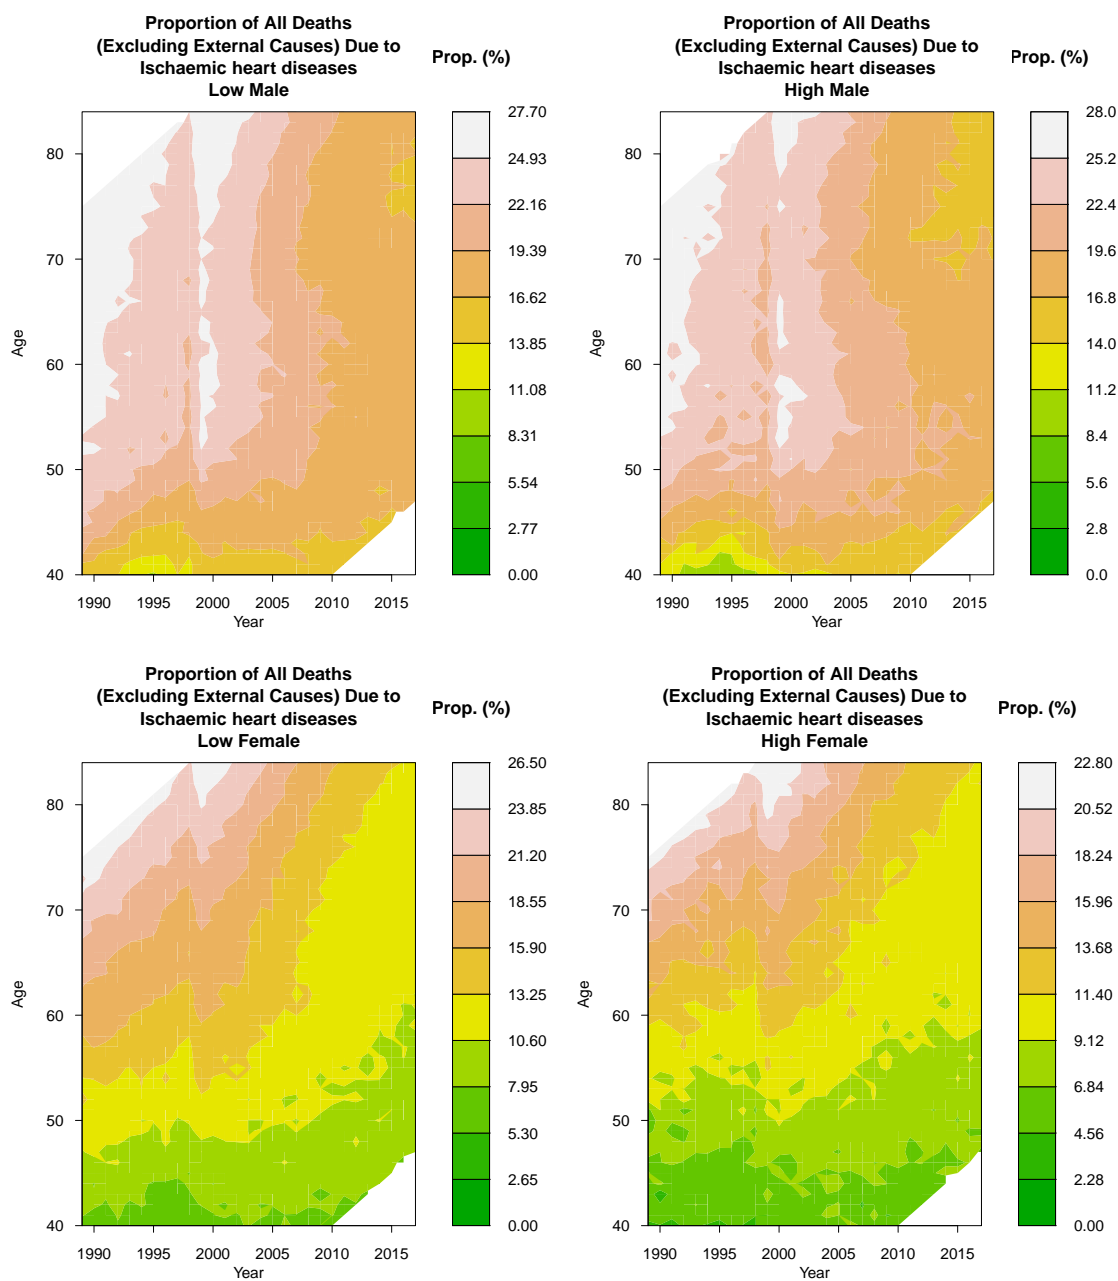 Proportion of All Deaths
(Excluding External Causes) Due to
Ischaemic heart diseases
Low Male
Prop. (%)
27.70
24.93
22.16
19.39
16.62
13.85
11.08
8.31
5.54
2.77
0.00
80
70
60
50
40
Age
1990 1995 2000 2005 2010 2015
Year
Proportion of All Deaths
(Excluding External Causes) Due to
Ischaemic heart diseases
High Male
Prop. (%)
28.0
25.2
22.4
19.6
16.8
14.0
11.2
8.4
5.6
2.8
0.0
80
70
60
50
40
Age
1990 1995 2000 2005 2010 2015
Year
Proportion of All Deaths
(Excluding External Causes) Due to
Ischaemic heart diseases
Low Female
Prop. (%)
26.50
23.85
21.20
18.55
15.90
13.25
10.60
7.95
5.30
2.65
0.00
80
70
60
50
40
Age
1990 1995 2000 2005 2010 2015
Year
Proportion of All Deaths
(Excluding External Causes) Due to
Ischaemic heart diseases
High Female
Prop. (%)
22.80
20.52
18.24
15.96
13.68
11.40
9.12
6.84
4.56
2.28
0.00
80
70
60
50
40
Age
1990 1995 2000 2005 2010 2015
Year